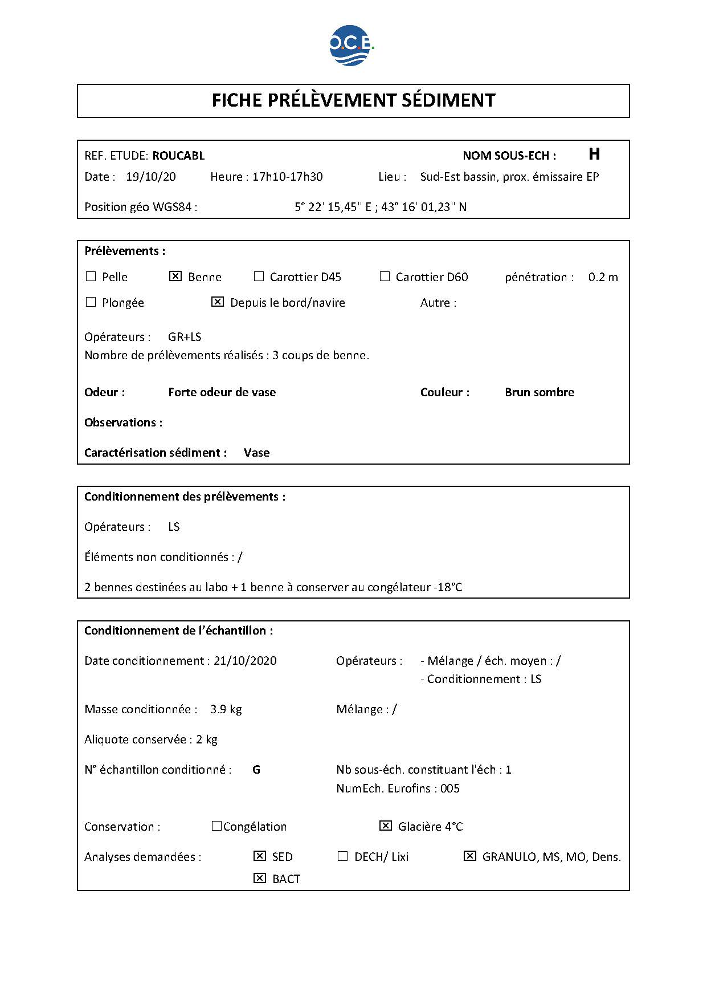 O.C.E.
FICHE PRÉLÈVEMENT SÉDIMENT
REF. ETUDE: ROUCABL NOM SOUS-ECH : H
Date : 19/10/20 Heure : 17h10-17h30 Lieu : Sud-Est bassin, prox. émissaire EP
Position géo WGS84 : 5° 22' 15,45" E ; 43° 16' 01,23" N
Prélèvements :
☐ Pelle ☒ Benne ☐ Carottier D45 ☐ Carottier D60 pénétration : 0.2 m
☐ Plongée ☒ Depuis le bord/navire Autre :
Opérateurs : GR+LS
Nombre de prélèvements réalisés : 3 coups de benne.
Odeur : Forte odeur de vase Couleur : Brun sombre
Observations :
Caractérisation sédiment : Vase
Conditionnement des prélèvements :
Opérateurs : LS
Éléments non conditionnés : /
2 bennes destinées au labo + 1 benne à conserver au congélateur -18°C
Conditionnement de l’échantillon :
Date conditionnement : 21/10/2020 Opérateurs : - Mélange / éch. moyen : /
- Conditionnement : LS
Masse conditionnée : 3.9 kg Mélange : /
Aliquote conservée : 2 kg
N° échantillon conditionné : G Nb sous-éch. constituant l'éch : 1
NumEch. Eurofins : 005
Conservation : ☐Congélation ☒ Glacière 4°C
Analyses demandées : ☒ SED ☐ DECH/ Lixi ☒ GRANULO, MS, MO, Dens.
☒ BACT